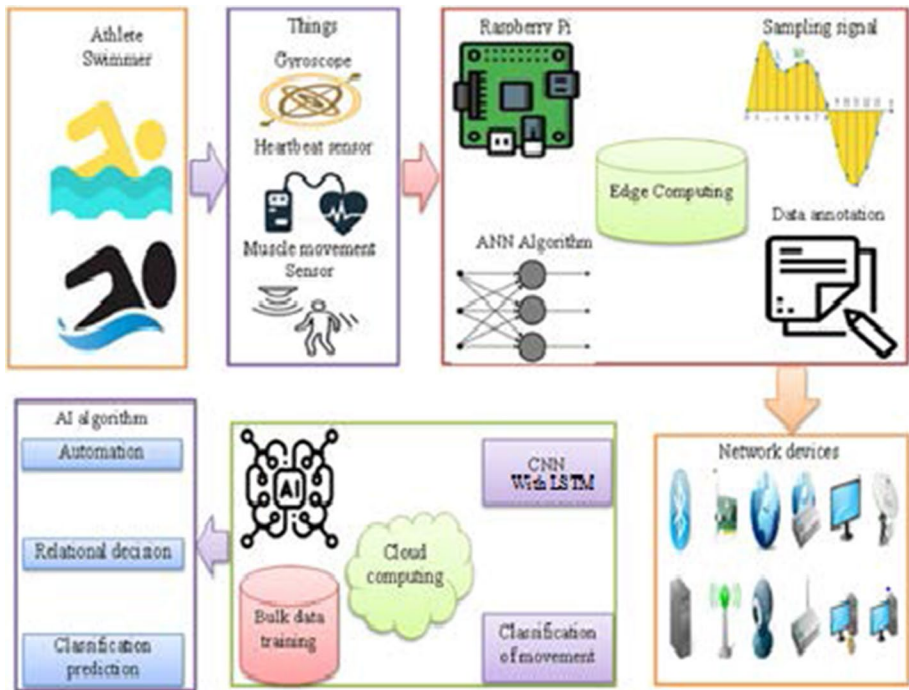 Athlete
Swimmer
Things
Gyroscope
Heartbeat sensor
Muscle movement
Sensor
Raspberry Pi
Sampling signal
Edge Computing
ANN Algorithm
Data annotation
Network devices
CNN
With LSTM
AI
Cloud
computing
Bulk data
training
Classification
of movement
AI algorithm
Automation
Relational decision
Classification
prediction